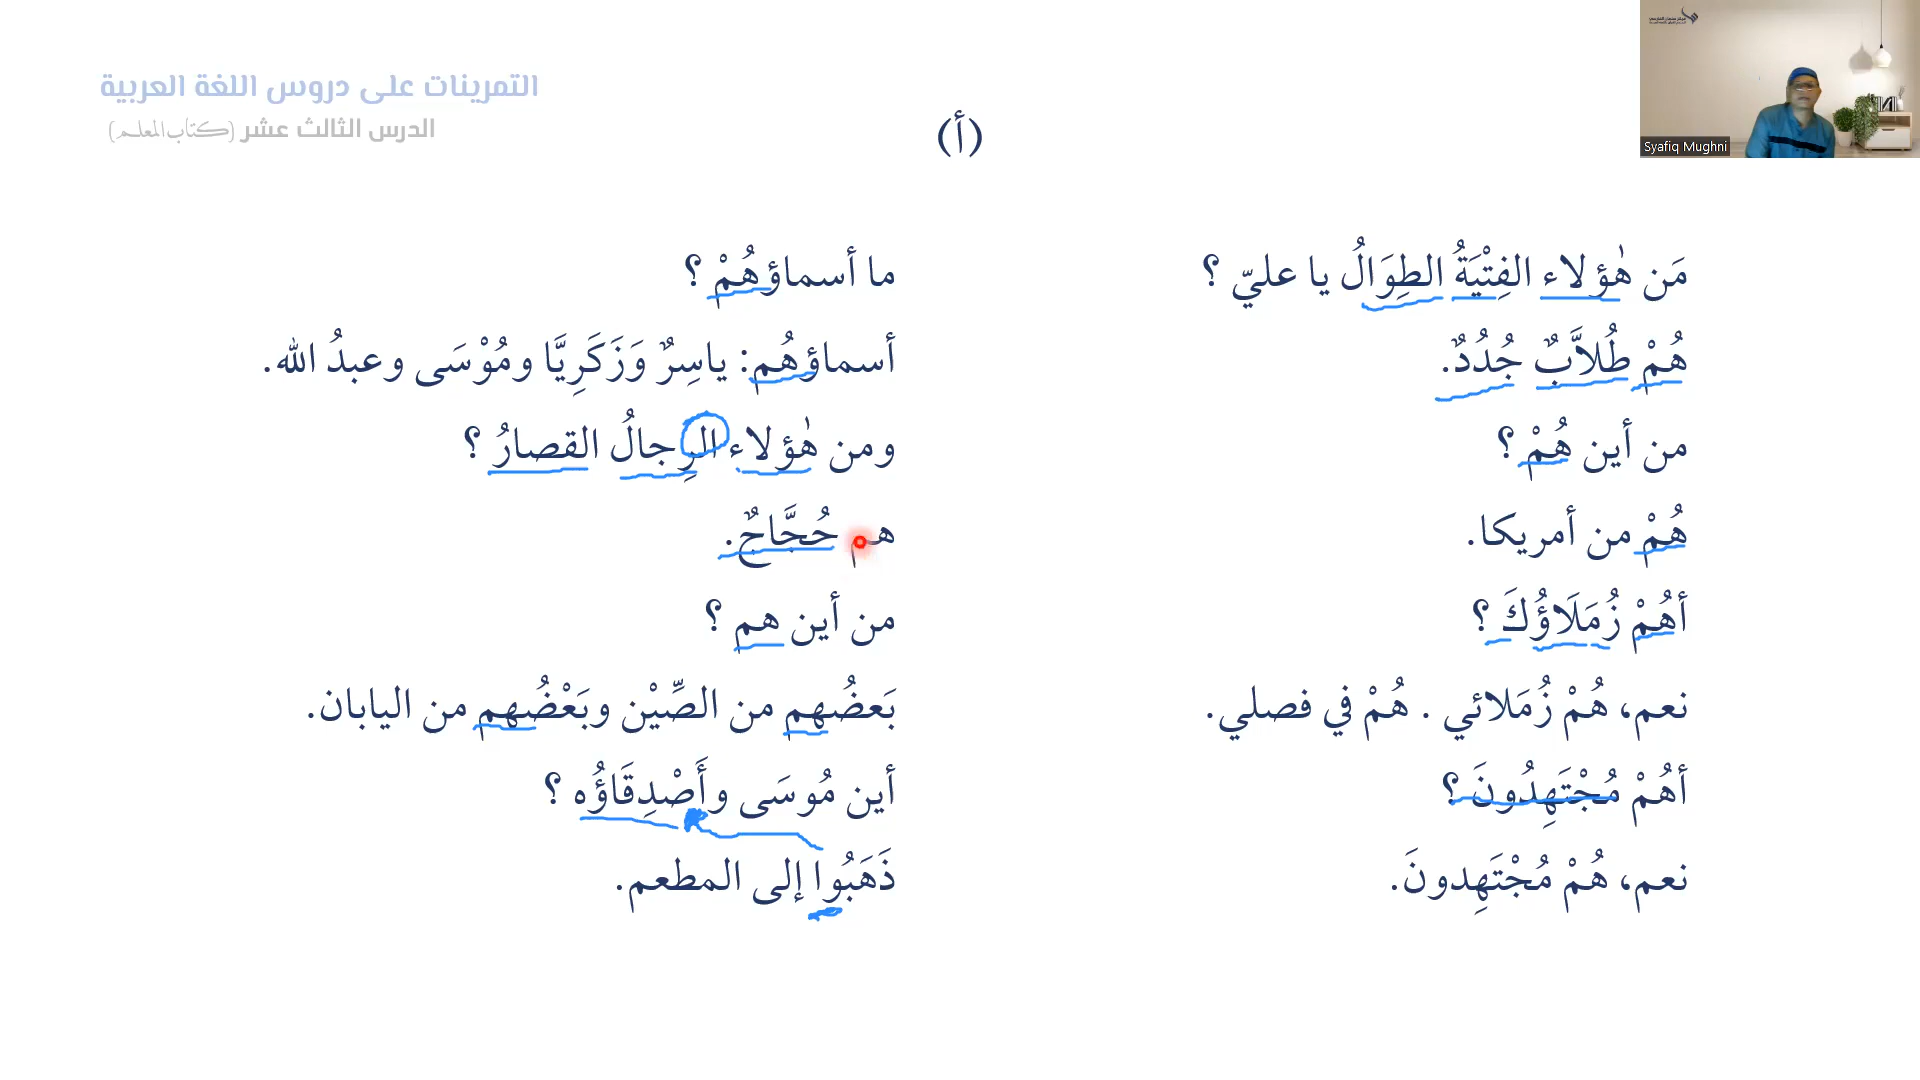 التمرينات على دروس اللغة العربية
الدرس الثالث عشر (كتاب المعلم)
(أ)
Syafiq Mughni
مَن هٰؤلاء الفِتْيَةُ الطِوَالُ يا عليّ ؟
هُمْ طُلاَّبٌ جُدُدٌ.
من أين هُمْ ؟
هُمْ من أمريكا.
أهُمْ زُمَلَاؤُكَ ؟
نعم، هُمْ زُمَلائي . هُمْ في فصلي.
أهُمْ مُجْتَهِدُونَ ؟
نعم، هُمْ مُجْتَهِدونَ.
ما أسماؤهُمْ ؟
أسماؤهُم: ياسِرٌ وَزَكَرِيَّا ومُوْسَى وعبدُ الله.
ومن هٰؤلاء الرِجالُ القصارُ ؟
هم حُجَّاجٌ.
من أين هم ؟
بَعضُهم من الصِّيْن وبَعْضُهم من اليابان.
أين مُوسَى وأَصْدِقَاؤُه ؟
ذَهَبُوا إلى المطعم.